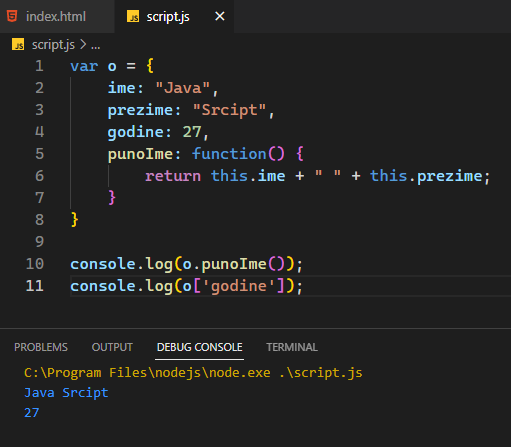 index.html JS script.js
JS script.js > ...
1 var o = {
2     ime: "Java",
3     prezime: "Srcipt",
4     godine: 27,
5     punoIme: function() {
6         return this.ime + " " + this.prezime;
7     }
8 }
9
10 console.log(o.punoIme());
11 console.log(o['godine']);
PROBLEMS OUTPUT DEBUG CONSOLE TERMINAL
C:\Program Files\nodejs\node.exe .\script.js
Java Srcipt
27